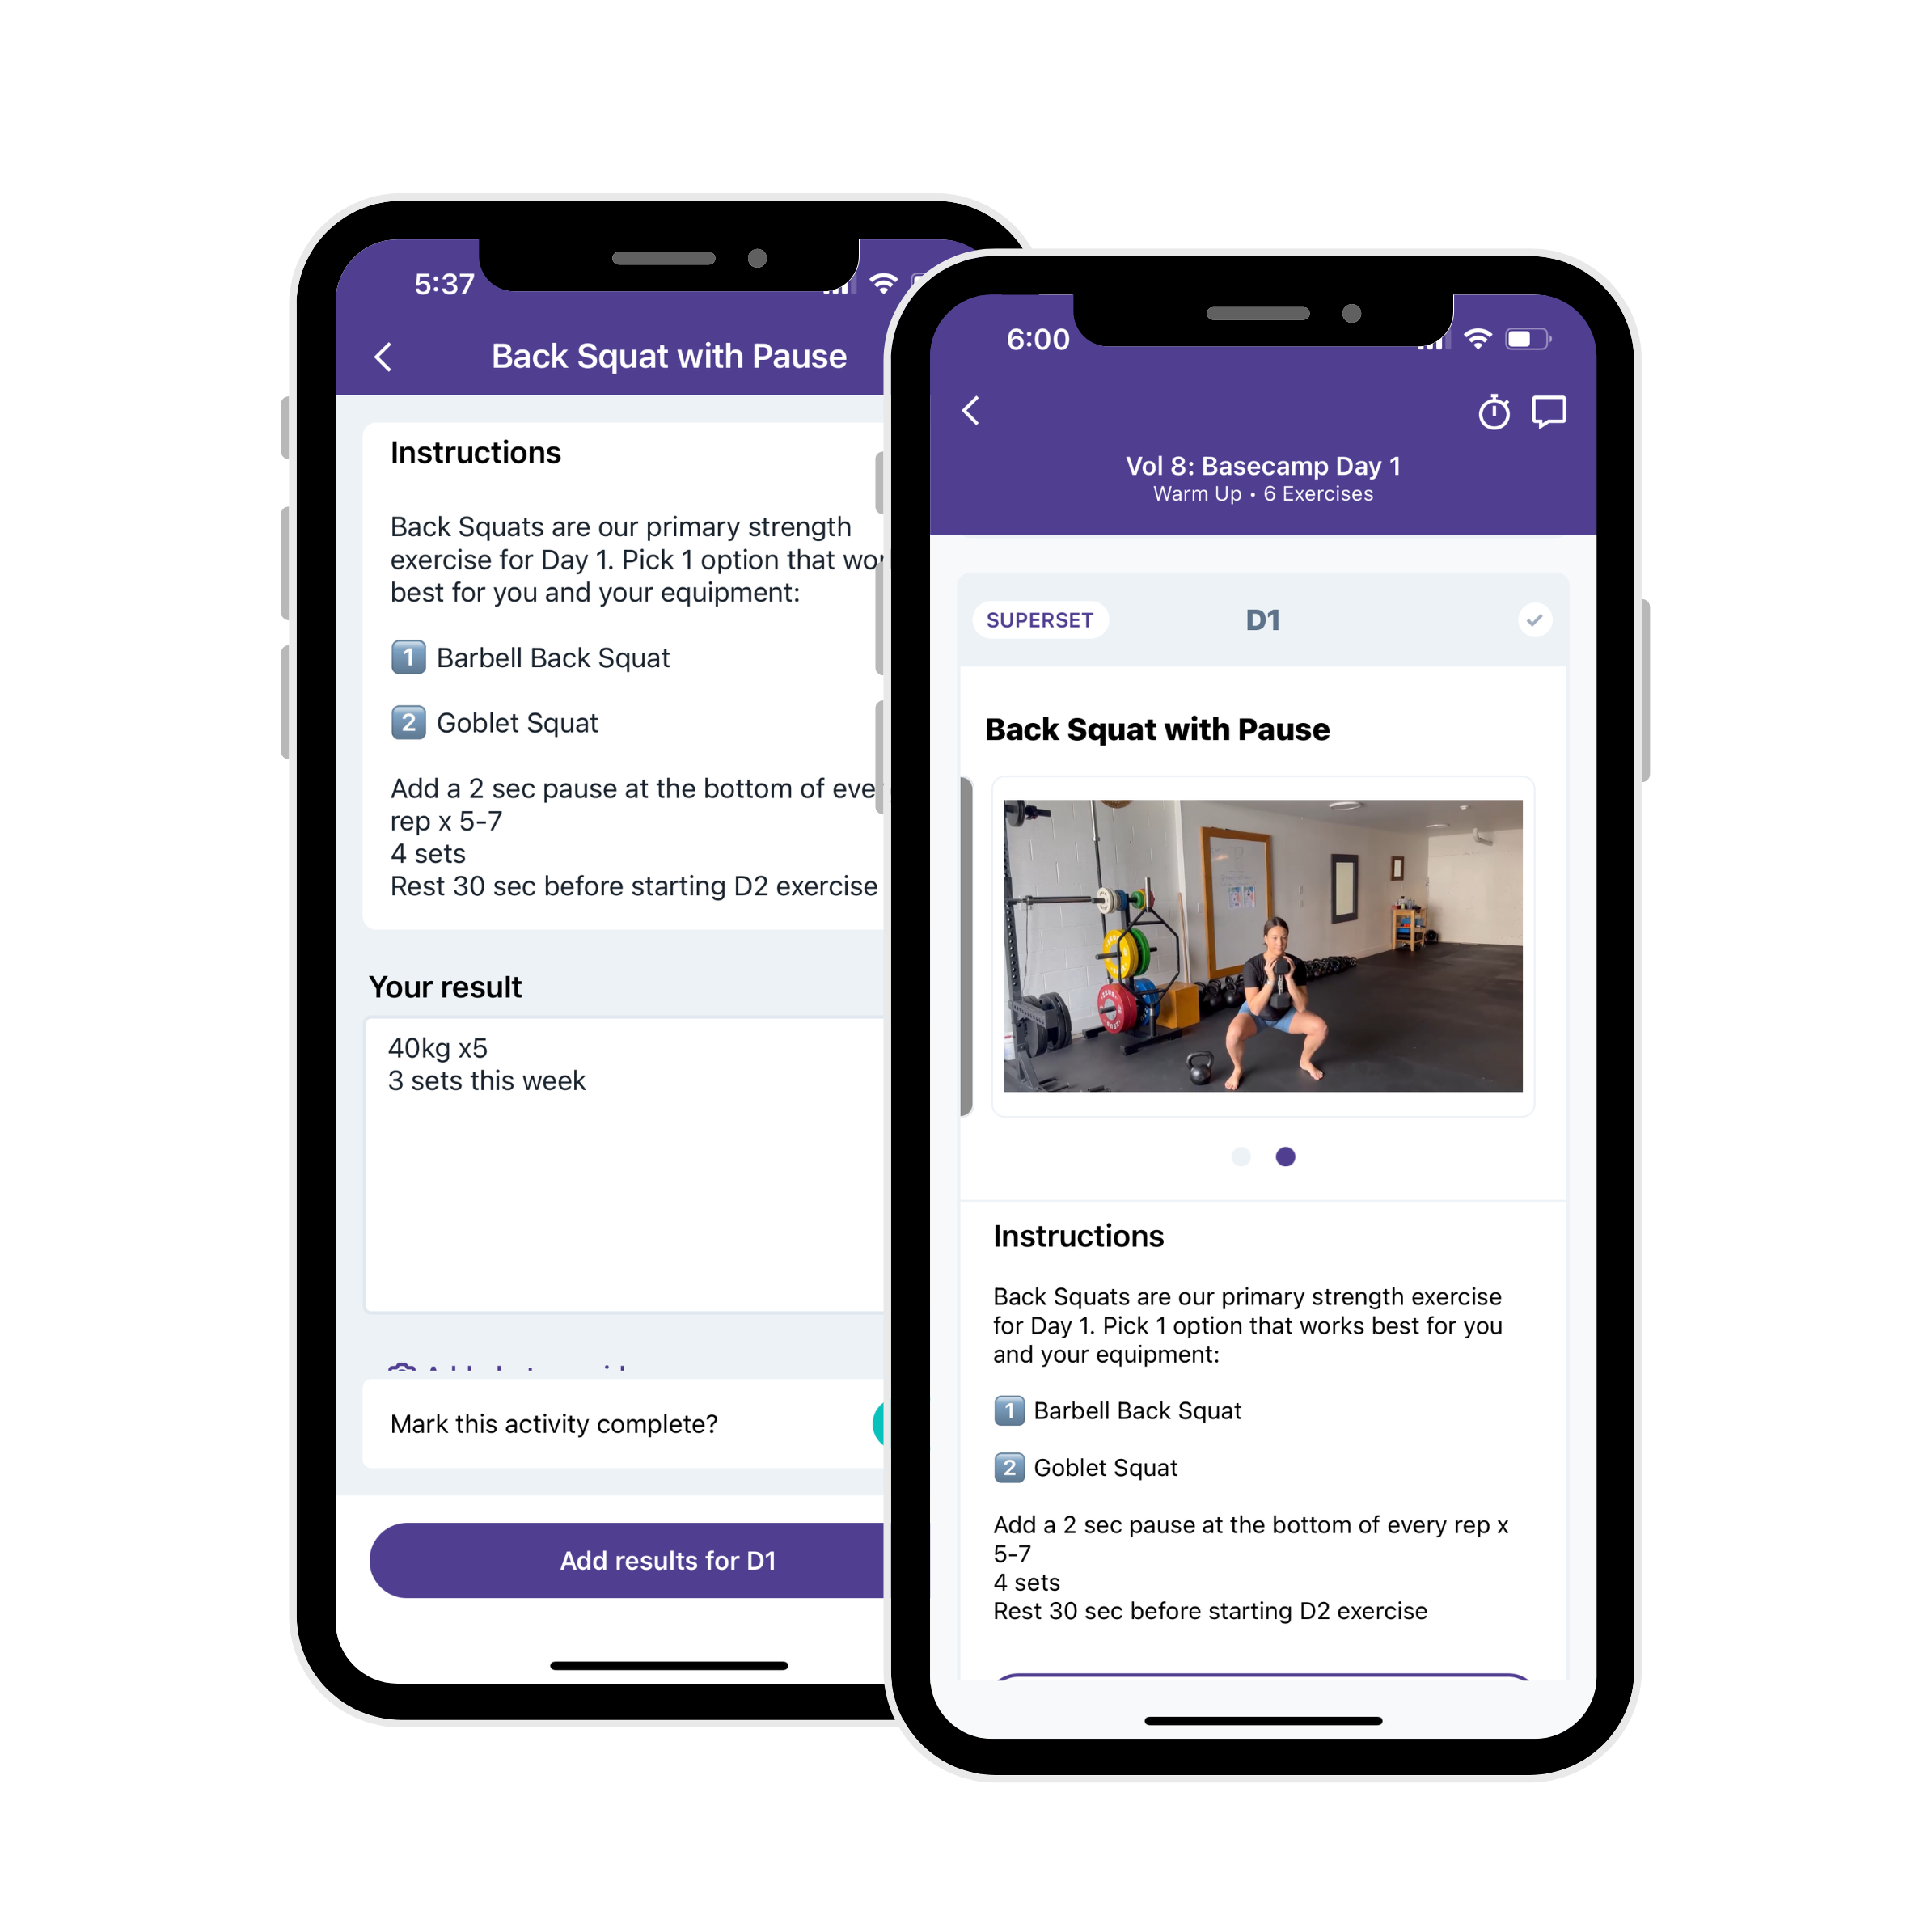 5:37
Back Squat with Pause
Instructions
Back Squats are our primary strength
exercise for Day 1. Pick 1 option that
best for you and your equipment:
1 Barbell Back Squat
2 Goblet Squat
Add a 2 sec pause at the bottom of
rep x 5-7
4 sets
Rest 30 sec before starting D2 exercise
Your result
40kg x5
3 sets this week
Mark this activity complete?
Add results for D1
6:00
Vol 8: Basecamp Day 1
Warm Up • 6 Exercises
SUPERSET
D1
Back Squat with Pause
Instructions
Back Squats are our primary strength exercise
for Day 1. Pick 1 option that works best for you
and your equipment:
1 Barbell Back Squat
2 Goblet Squat
Add a 2 sec pause at the bottom of every rep x
5-7
4 sets
Rest 30 sec before starting D2 exercise